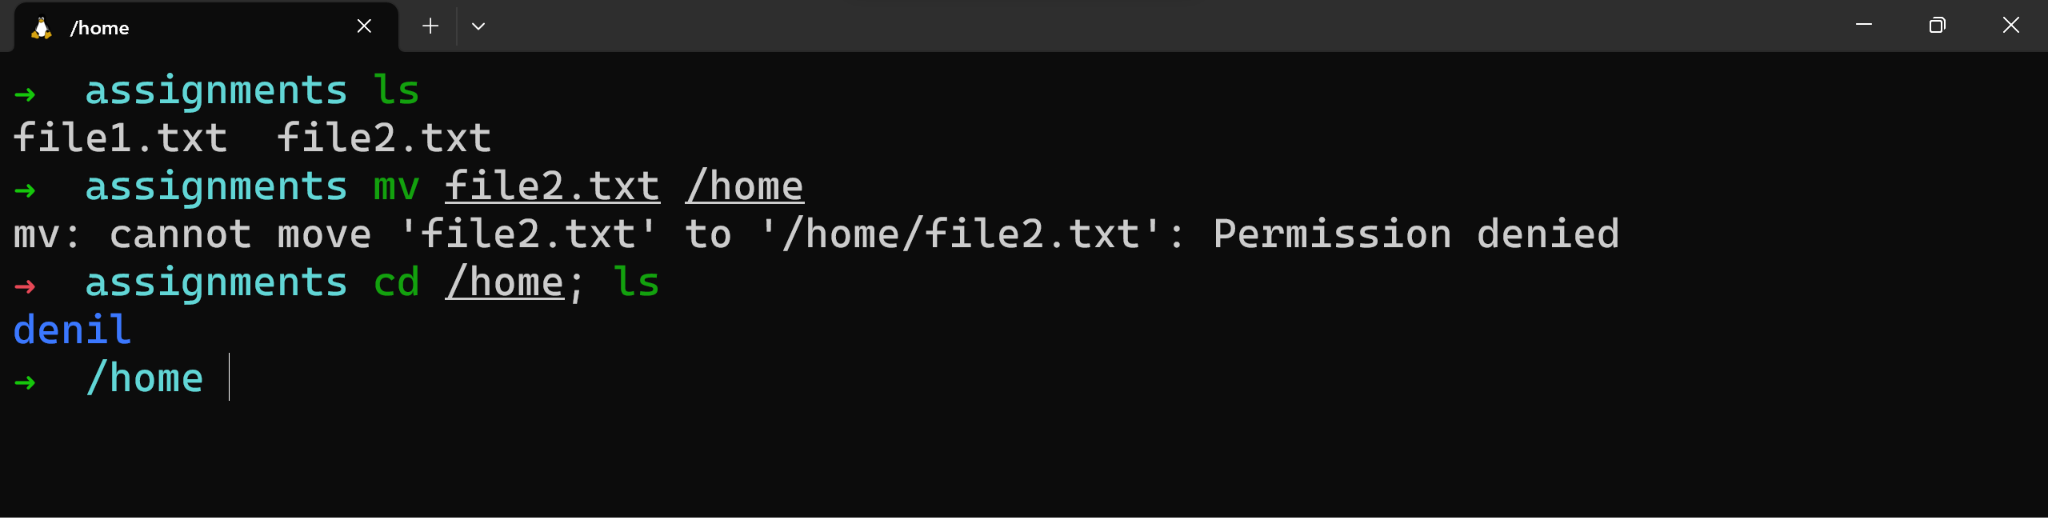 /home
→ assignments ls
file1.txt  file2.txt
→ assignments mv file2.txt /home
mv: cannot move 'file2.txt' to '/home/file2.txt': Permission denied
→ assignments cd /home; ls
denil
→ /home